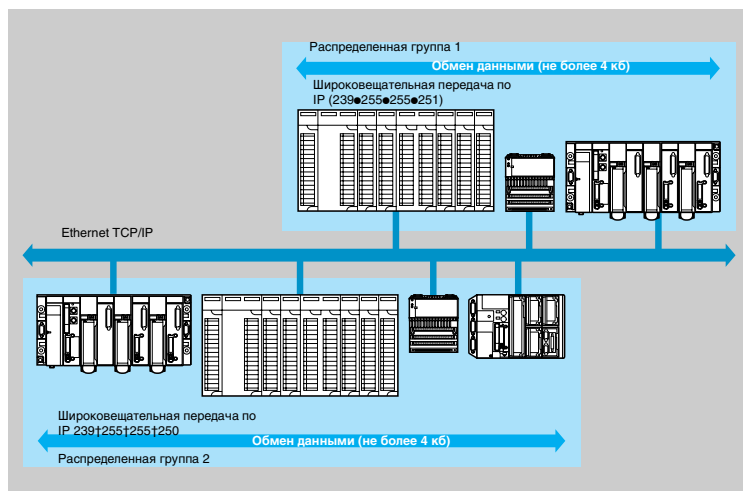 Распределенная группа 1
Обмен данными (не более 4 кб)
Широковещательная передача по
IP (239●255●255●251)
Ethernet TCP/IP
Широковещательная передача по
IP 239†255†255†250
Обмен данными (не более 4 кб)
Распределенная группа 2